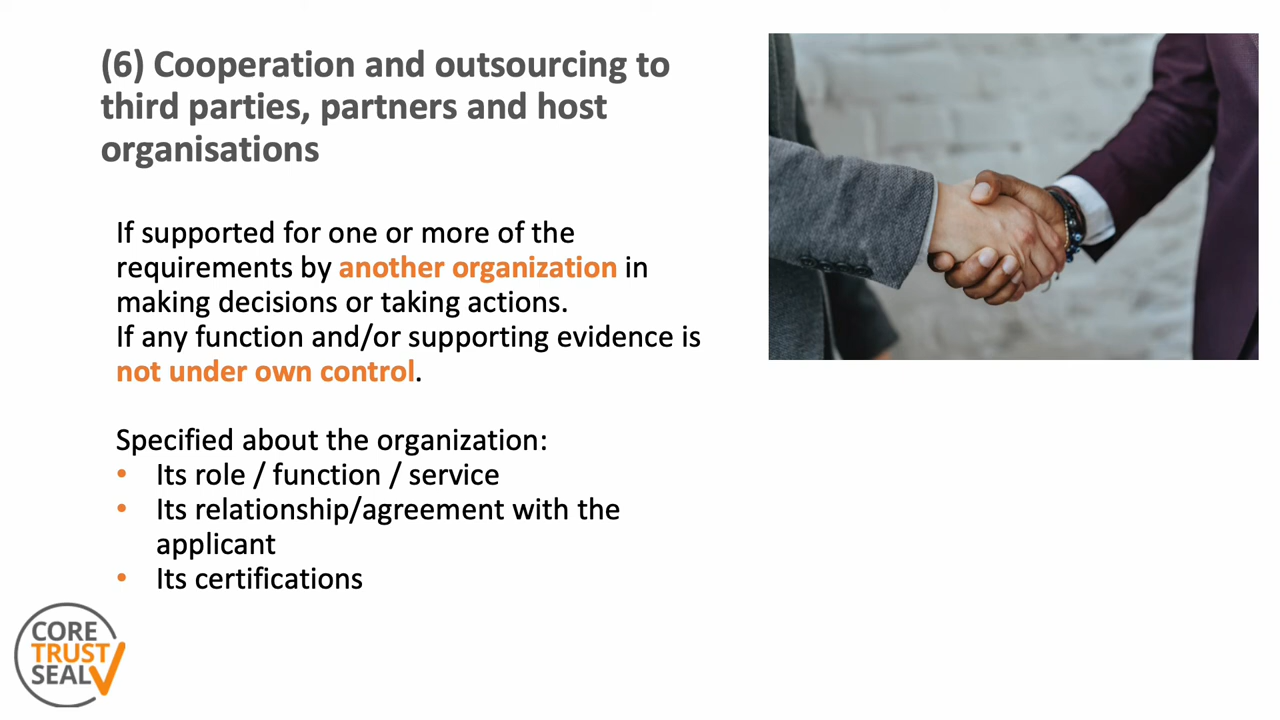 (6) Cooperation and outsourcing to
third parties, partners and host
organisations
If supported for one or more of the
requirements by another organization in
making decisions or taking actions.
If any function and/or supporting evidence is
not under own control.
Specified about the organization:
• Its role / function / service
• Its relationship/agreement with the
applicant
• Its certifications
CORE
TRUST
SEAL